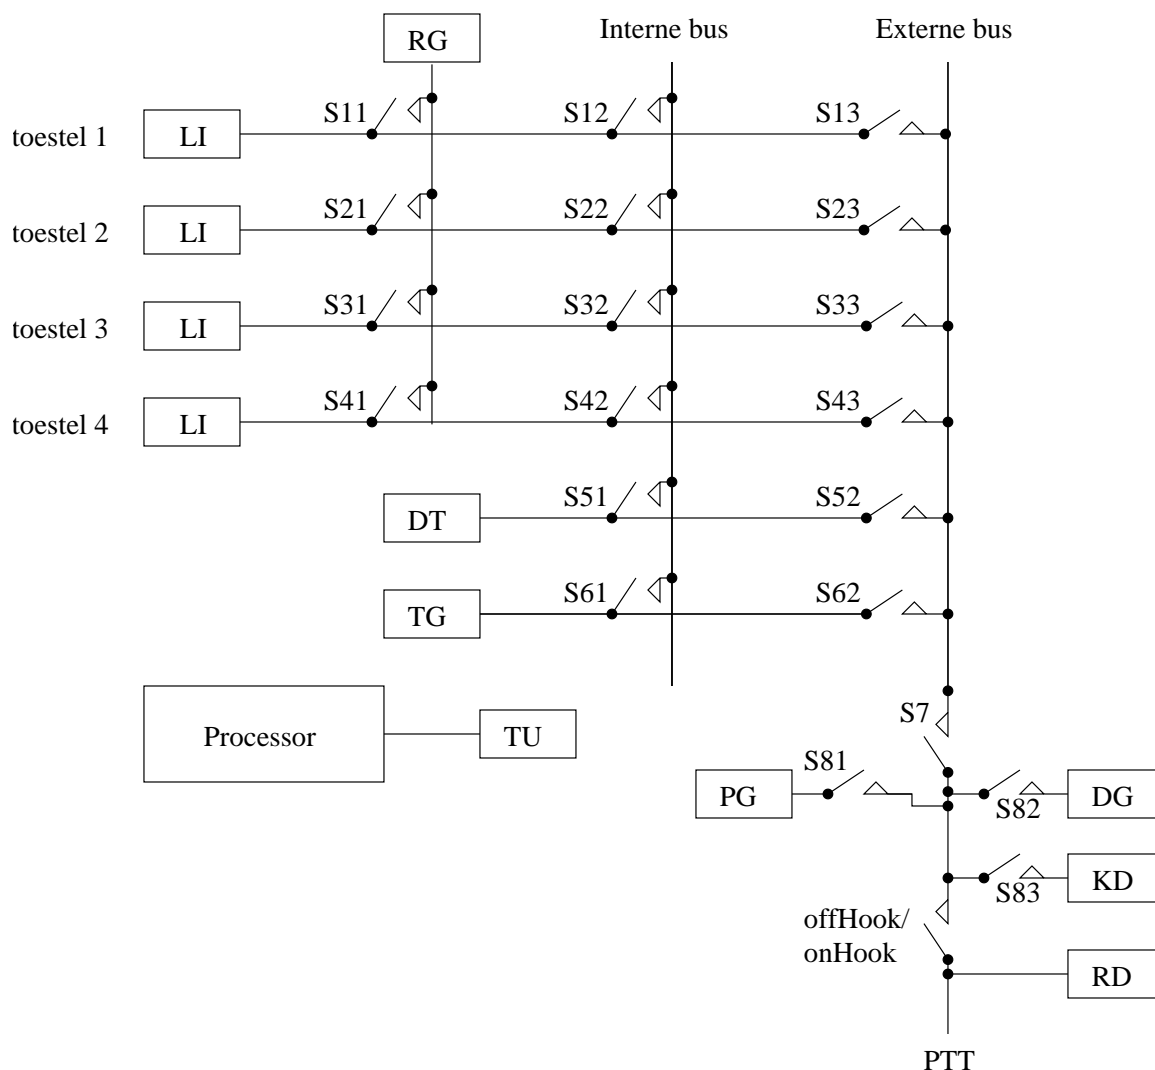 RG
Interne bus
Externe bus
S11
S12
S13
toestel 1
LI
S21
S22
S23
toestel 2
LI
S31
S32
S33
toestel 3
LI
S41
S42
S43
toestel 4
LI
S51
S52
DT
S61
S62
TG
Processor
TU
S7
S81
PG
S82
DG
S83
KD
offHook/
onHook
RD
PTT